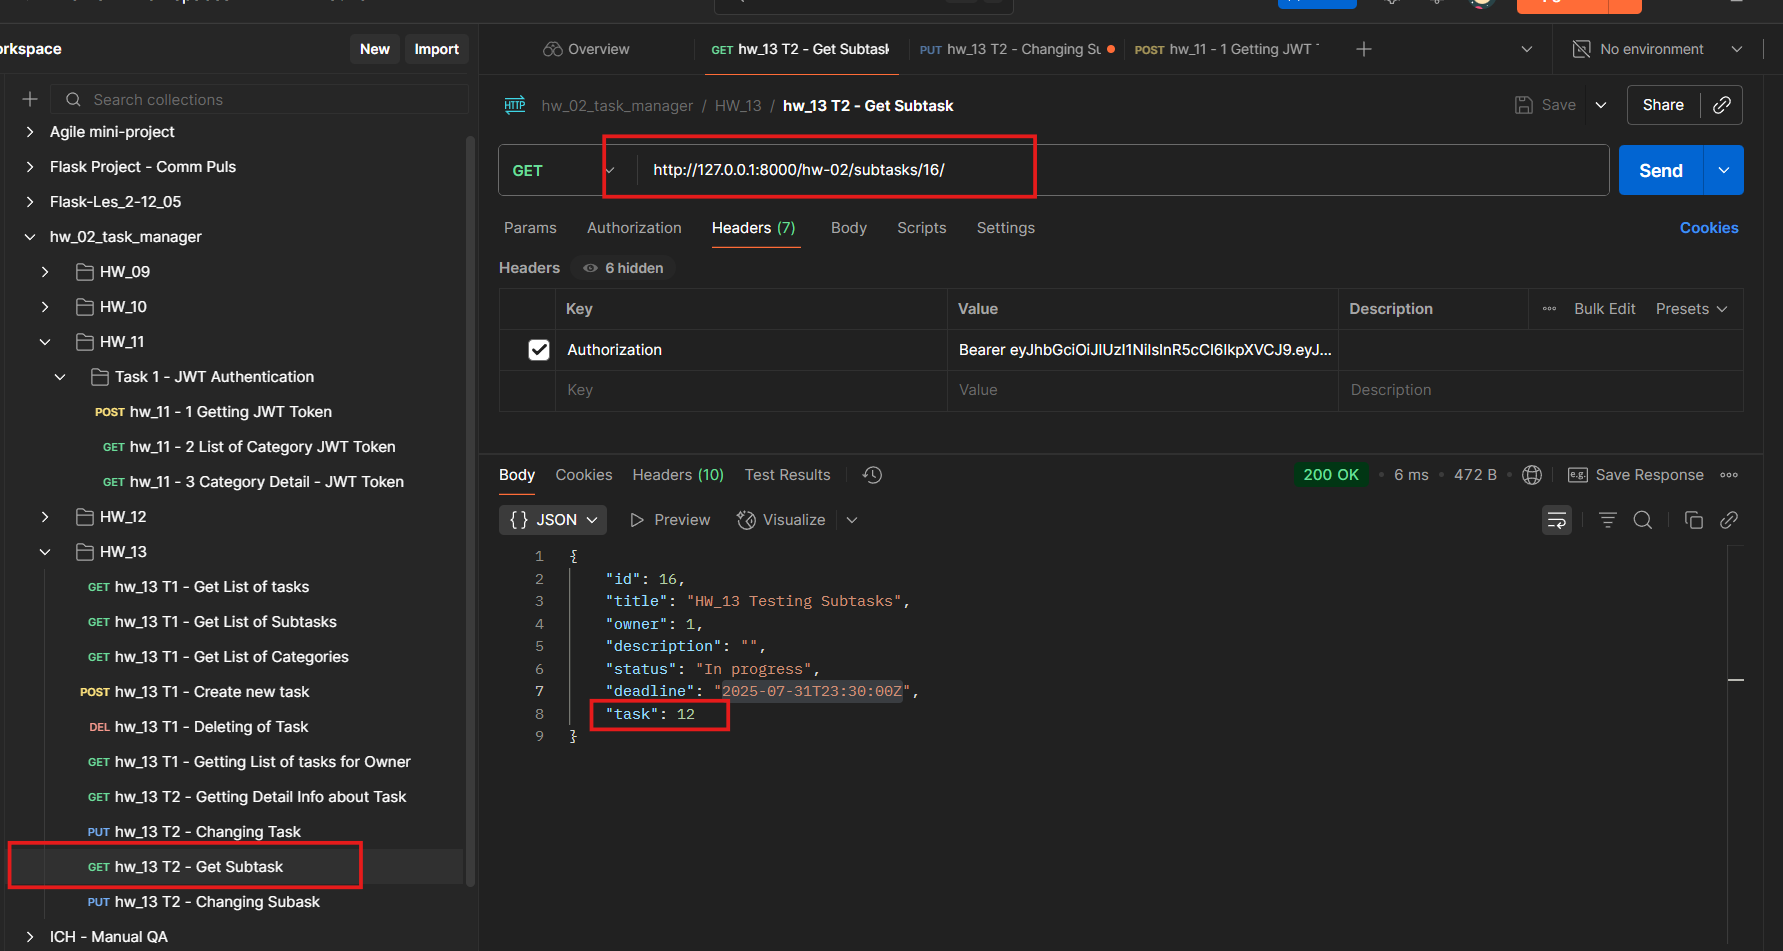 orkspace
New
Import
Search collections
Agile mini-project
Flask Project - Comm Puls
Flask-Les_2-12_05
hw_02_task_manager
HW_09
HW_10
HW_11
Task 1 - JWT Authentication
POST hw_11 - 1 Getting JWT Token
GET hw_11 - 2 List of Category JWT Token
GET hw_11 - 3 Category Detail - JWT Token
HW_12
HW_13
GET hw_13 T1 - Get List of tasks
GET hw_13 T1 - Get List of Subtasks
GET hw_13 T1 - Get List of Categories
POST hw_13 T1 - Create new task
DEL hw_13 T1 - Deleting of Task
GET hw_13 T1 - Getting List of tasks for Owner
GET hw_13 T2 - Getting Detail Info about Task
PUT hw_13 T2 - Changing Task
GET hw_13 T2 - Get Subtask
PUT hw_13 T2 - Changing Subask
ICH - Manual QA
Overview
GET hw_13 T2 - Get Subtask
PUT hw_13 T2 - Changing Su
POST hw_11 - 1 Getting JWT
No environment
HTTP hw_02_task_manager / HW_13 / hw_13 T2 - Get Subtask
Save
Share
GET http://127.0.0.1:8000/hw-02/subtasks/16/
Send
Params Authorization Headers (7) Body Scripts Settings
Cookies
Headers 6 hidden
Key Value Description Bulk Edit Presets
Authorization Bearer eyJhbGciOiJIUzI1NiIsInR5cCI6IkpXVCJ9.eyJ...
Key Value Description
Body Cookies Headers (10) Test Results
200 OK • 6 ms • 472 B • e.g. Save Response
{} JSON Preview Visualize
1 {
2 "id": 16,
3 "title": "HW_13 Testing Subtasks",
4 "owner": 1,
5 "description": "",
6 "status": "In progress",
7 "deadline": "2025-07-31T23:30:00Z",
8 "task": 12
9 }